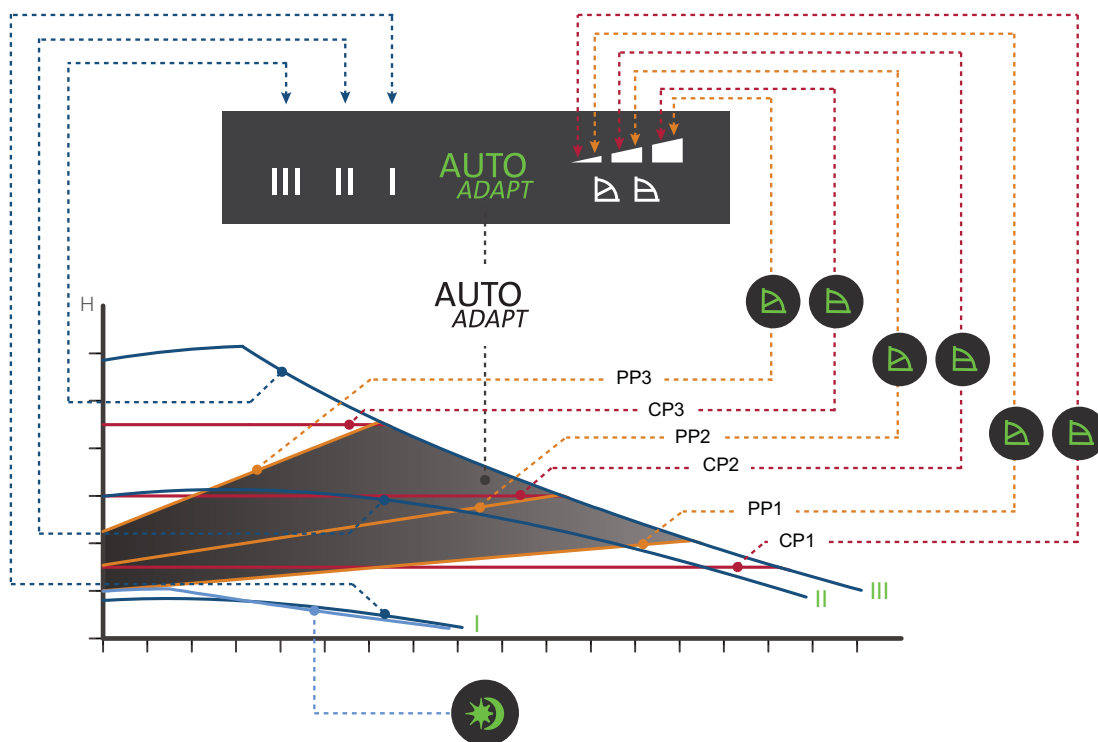 III II I AUTO
ADAPT
H
AUTO
ADAPT
PP3
CP3
PP2
CP2
PP1
CP1
III
II
I